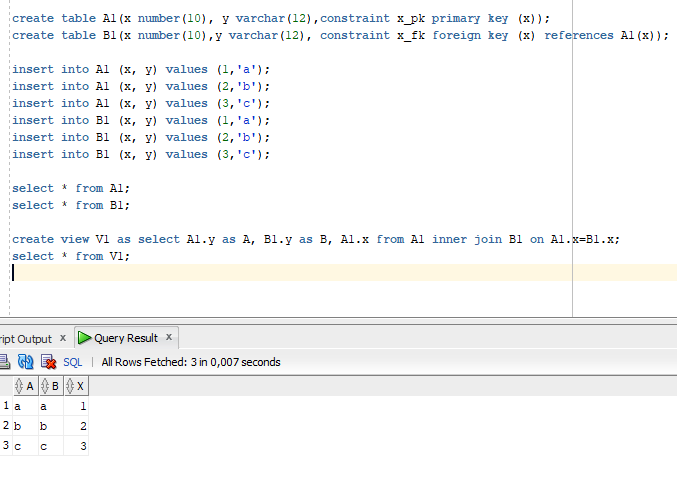 create table A1(x number(10), y varchar(12),constraint x_pk primary key (x));
create table B1(x number(10),y varchar(12), constraint x_fk foreign key (x) references A1(x));
insert into A1 (x, y) values (1,'a');
insert into A1 (x, y) values (2,'b');
insert into A1 (x, y) values (3,'c');
insert into B1 (x, y) values (1,'a');
insert into B1 (x, y) values (2,'b');
insert into B1 (x, y) values (3,'c');
select * from A1;
select * from B1;
create view V1 as select A1.y as A, B1.y as B, A1.x from A1 inner join B1 on A1.x=B1.x;
select * from V1;
ript Output x Query Result x
SQL | All Rows Fetched: 3 in 0,007 seconds
A B X
1 a a 1
2 b b 2
3 c c 3